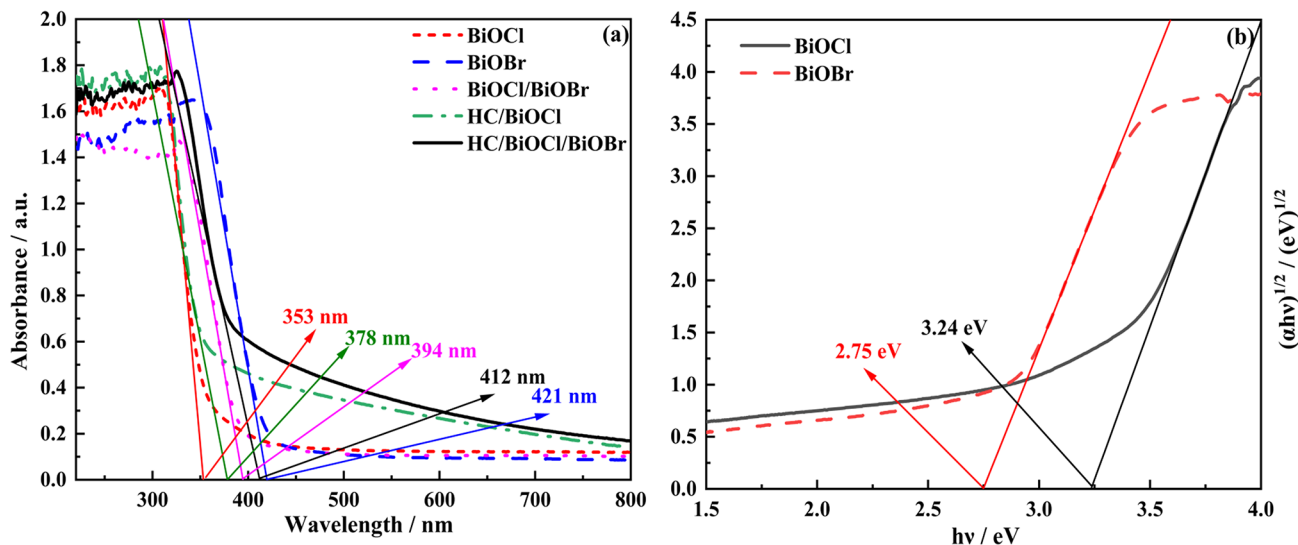 (a)
BiOCl
BiOBr
BiOCl/BiOBr
HC/BiOCl
HC/BiOCl/BiOBr
Absorbance / a.u.
2.0
1.8
1.6
1.4
1.2
1.0
0.8
0.6
0.4
0.2
0.0
353 nm
378 nm
394 nm
412 nm
421 nm
300 400 500 600 700 800
Wavelength / nm
(b)
BiOCl
BiOBr
4.5
4.0
3.5
3.0
2.5
2.0
1.5
1.0
0.5
0.0
(αhν)1/2 / (eV)1/2
2.75 eV
3.24 eV
1.5 2.0 2.5 3.0 3.5 4.0
hν / eV